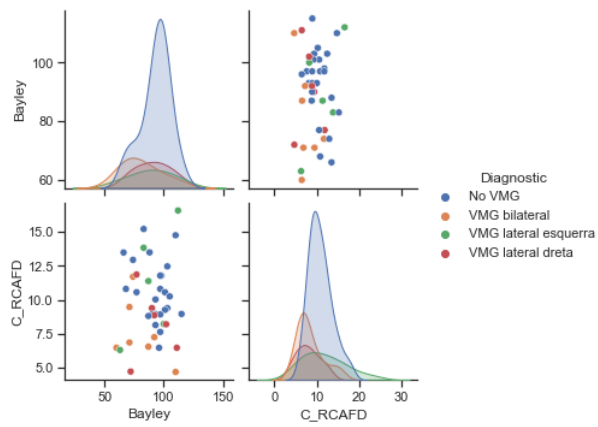 Bayley
100
80
60
Diagnostic
No VMG
VMG bilateral
VMG lateral esquerra
VMG lateral dreta
C_RCAFD
15.0
12.5
10.0
7.5
5.0
50
100
150
0
10
20
30
Bayley
C_RCAFD